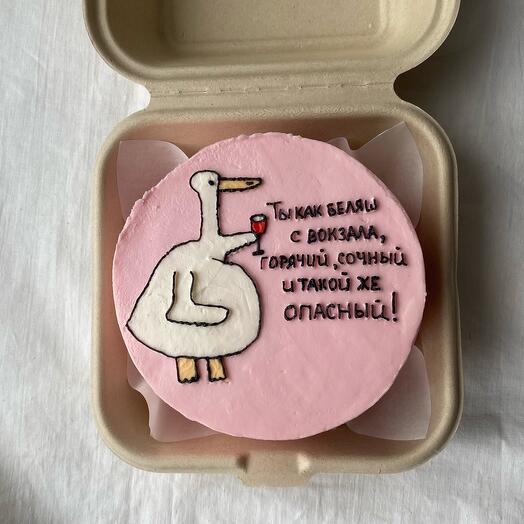 Ты как беляш
с вокзала,
горячий, сочный
и такой же
опасный!